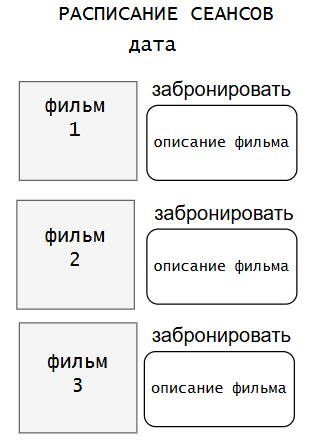 РАСПИСАНИЕ СЕАНСОВ
дата
фильм
1
забронировать
описание фильма
фильм
2
забронировать
описание фильма
фильм
3
забронировать
описание фильма